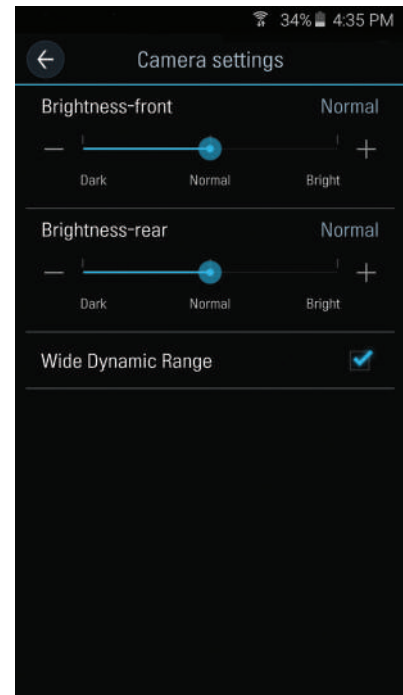 34% 4:35 PM
Camera settings
Brightness-front Normal
Dark Normal Bright
Brightness-rear Normal
Dark Normal Bright
Wide Dynamic Range